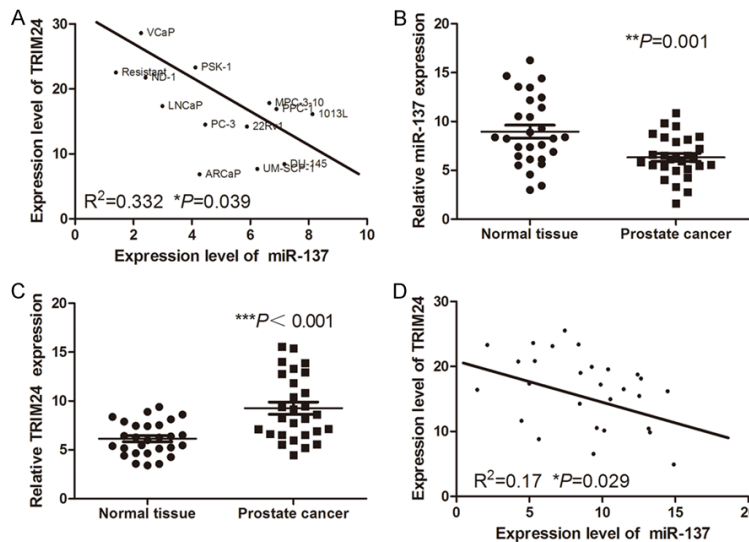 A
Expression level of TRIM24
30
20
10
0
VCaP
Resistant
ND-1
PSK-1
LNCaP
MPC-3-10
PPC-1
1013L
PC-3
22Rv1
DU-145
UM-SCP-1
ARCaP
R²=0.332 *P=0.039
0 2 4 6 8 10
Expression level of miR-137
B
Relative miR-137 expression
20
15
10
5
0
**P=0.001
Normal tissue Prostate cancer
C
Relative TRIM24 expression
20
15
10
5
0
***P< 0.001
Normal tissue Prostate cancer
D
Expression level of TRIM24
30
20
10
0
R²=0.17 *P=0.029
0 5 10 15 20
Expression level of miR-137